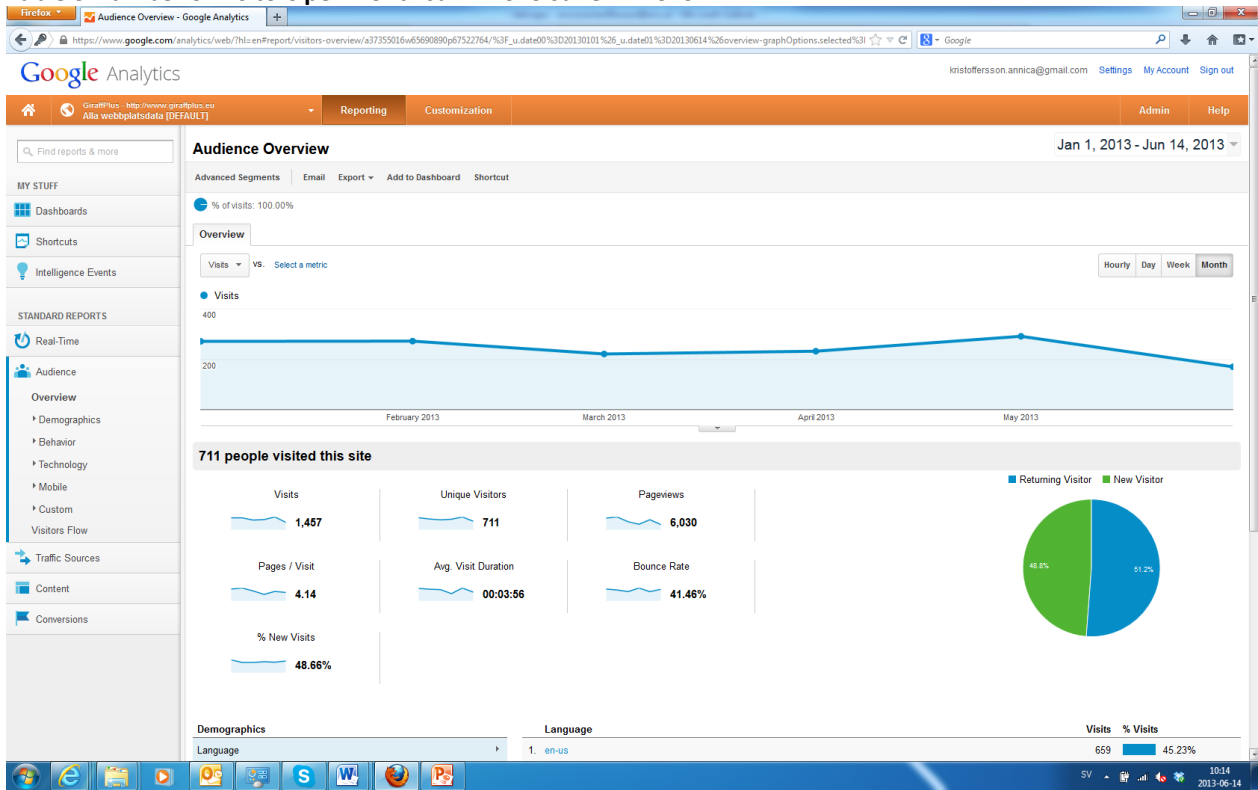 Firefox
Audience Overview - Google Analytics
https://www.google.com/analytics/web/?hl=en#report/visitors-overview/a37355016w65690890p67522764/%3F_u.date00%3D20130101%26_u.date01%3D20130614%26overview-graphOptions.selected%3
Google
Google Analytics
kristoffersson.annica@gmail.com Settings My Account Sign out
GiraffPlus - http://www.giraffplus.eu
Alla webbplatsdata [DEFAULT]
Reporting Customization Admin Help
Find reports & more
Audience Overview
Jan 1, 2013 - Jun 14, 2013
Advanced Segments Email Export Add to Dashboard Shortcut
MY STUFF
Dashboards
Shortcuts
Intelligence Events
STANDARD REPORTS
Real-Time
Audience
Overview
Demographics
Behavior
Technology
Mobile
Custom
Visitors Flow
Traffic Sources
Content
Conversions
% of visits: 100.00%
Overview
Visits VS. Select a metric
Hourly Day Week Month
Visits
400
200
February 2013 March 2013 April 2013 May 2013
711 people visited this site
Returning Visitor New Visitor
Visits Unique Visitors Pageviews
1,457 711 6,030
Pages / Visit Avg. Visit Duration Bounce Rate
4.14 00:03:56 41.46%
% New Visits
48.66%
48.8% 51.2%
Demographics Language Visits % Visits
Language 1. en-us 659 45.23%
SV 10:14
2013-06-14